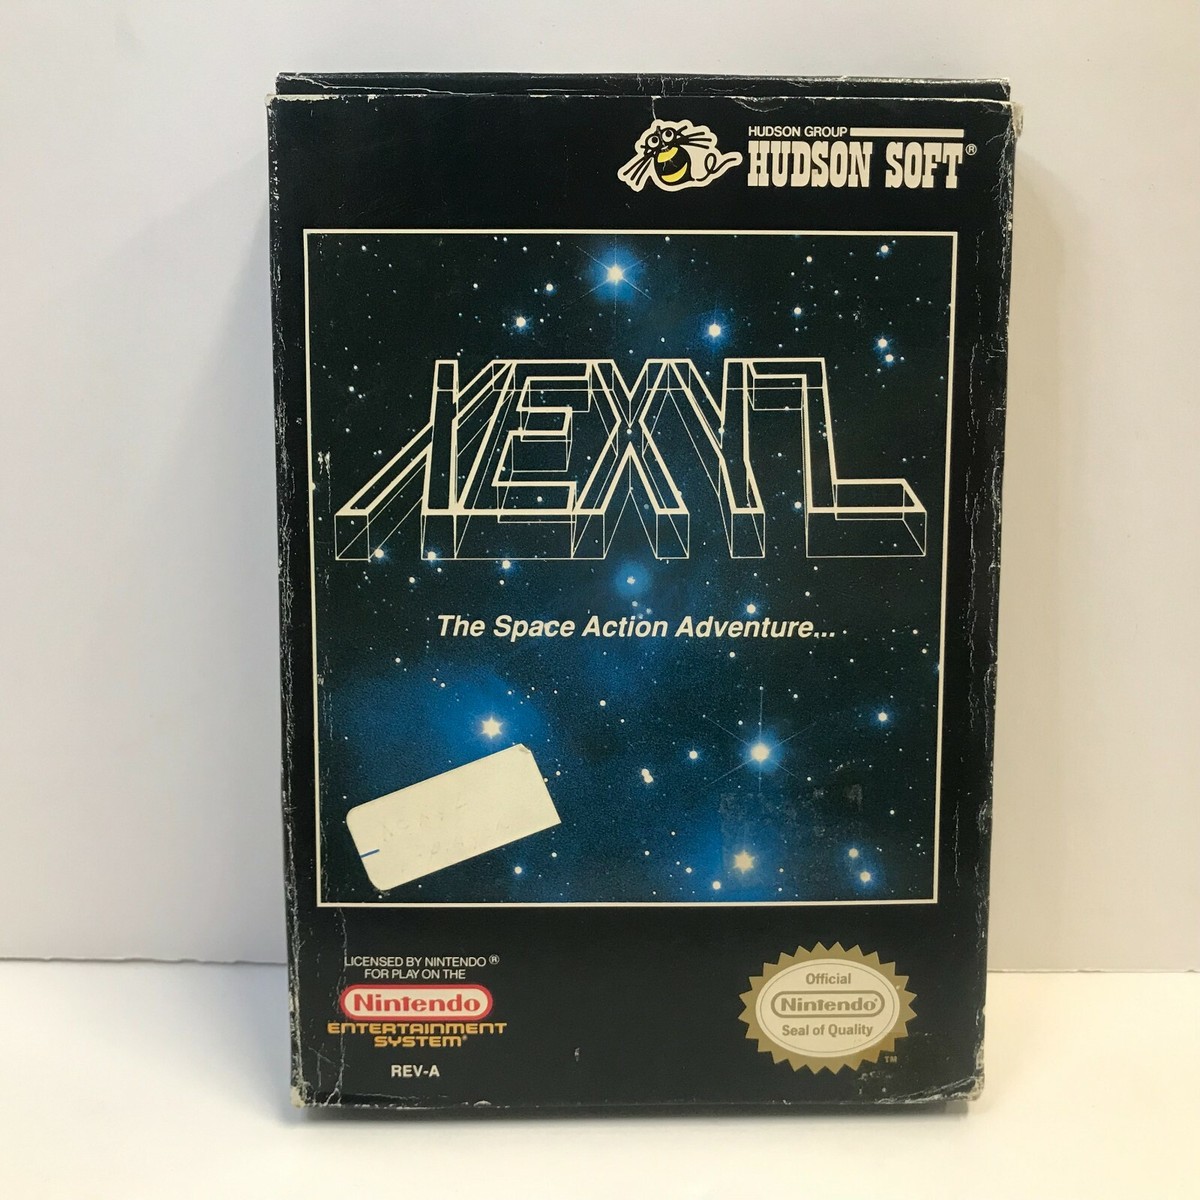 HUDSON GROUP
HUDSON SOFT®
XEXYZ
The Space Action Adventure...
LICENSED BY NINTENDO®
FOR PLAY ON THE
Nintendo
ENTERTAINMENT
SYSTEM®
REV-A
Official
Nintendo®
Seal of Quality
TM